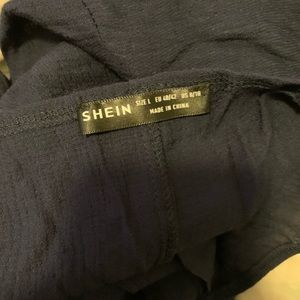 SHEIN
SIZE L EU 40/42 US 8/10
MADE IN CHINA